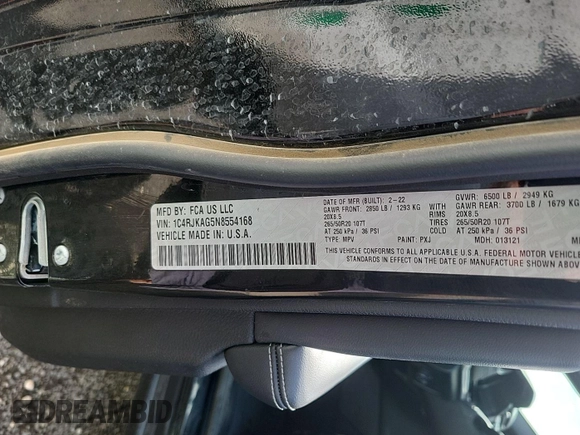 MFD BY: FCA US LLC
VIN: 1C4RJKAG5N8554168
VEHICLE MADE IN: U.S.A.
DATE OF MFR (BUILT): 2-22
GAWR FRONT: 2850 LB / 1293 KG
20X8.5
265/50R20 107T
AT 250 kPa / 36 PSI
TYPE: MPV PAINT: PXJ
GVWR: 6500 LB / 2949 KG
WITH GAWR REAR: 3700 LB / 1679 KG
RIMS 20X8.5
TIRES 265/50R20 107T
COLD AT 250 kPa / 36 PSI
MDH: 013121
THIS VEHICLE CONFORMS TO ALL APPLICABLE U.S.A. FEDERAL MOTOR VEHICLE
STANDARDS IN EFFECT ON THE DATE OF MANUFACTURE SHOWN ABOVE
DREAMBID